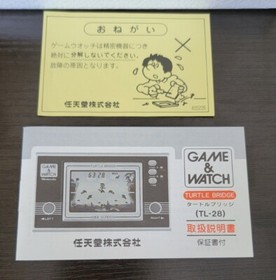 おねがい
ゲームウオッチは精密機器につき
絶対に分解しないでください。
故障の原因となります。
任天堂株式会社
GAME
&
WATCH
TURTLE BRIDGE
タートルブリッジ
(TL-28)
取扱説明書
保証書付
任天堂株式会社